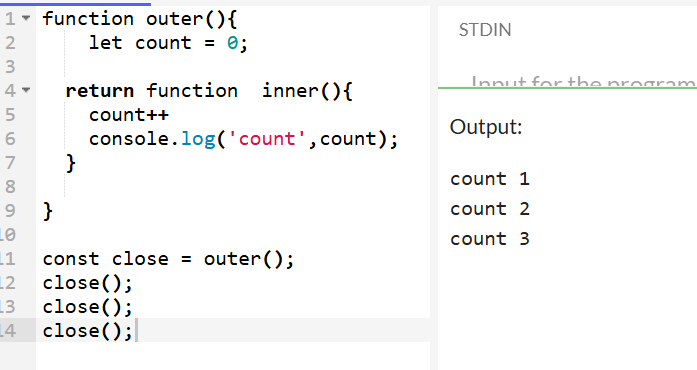 1 function outer(){
2     let count = 0;
3
4   return function  inner(){
5     count++
6     console.log('count',count);
7   }
8
9 }
10
11 const close = outer();
12 close();
13 close();
14 close();
STDIN
Input for the program
Output:
count 1
count 2
count 3